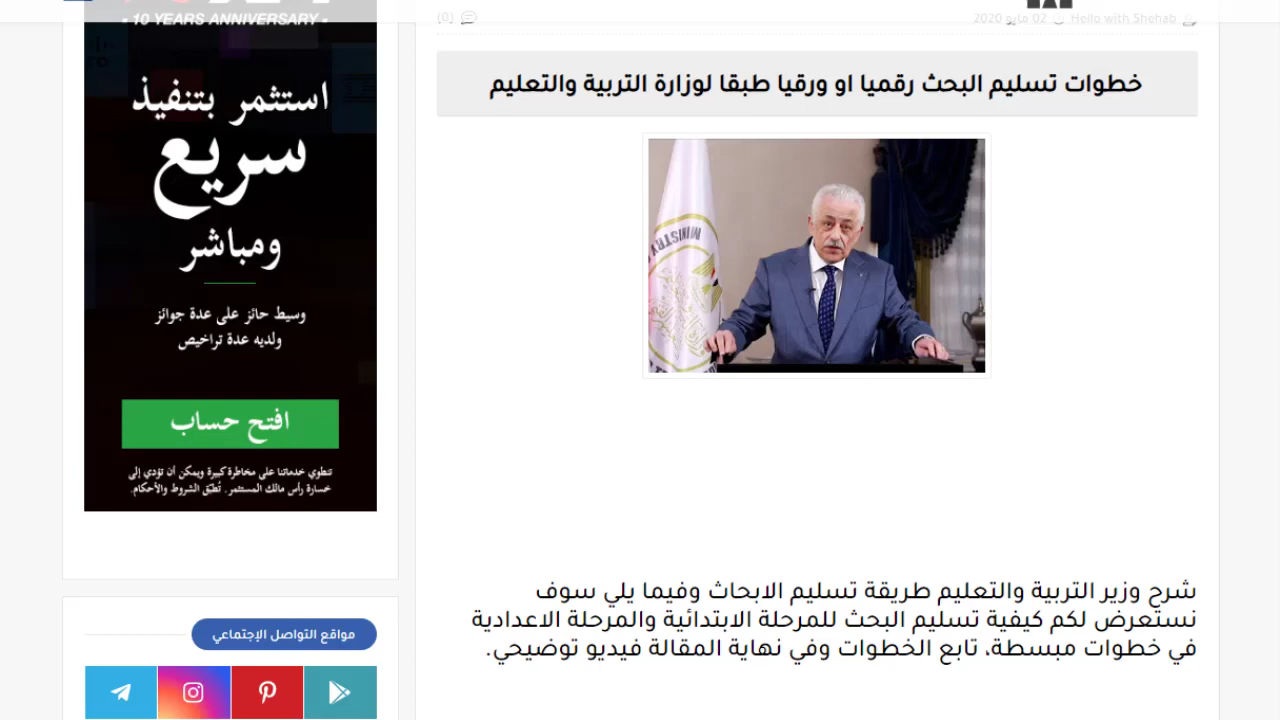 (0)
02 مايو 2020
Hello with Shehab
خطوات تسليم البحث رقميا او ورقيا طبقا لوزارة التربية والتعليم
MINISTRY
شرح وزير التربية والتعليم طريقة تسليم الابحاث وفيما يلي سوف
نستعرض لكم كيفية تسليم البحث للمرحلة الابتدائية والمرحلة الاعدادية
في خطوات مبسطة، تابع الخطوات وفي نهاية المقالة فيديو توضيحي.
- 10 YEARS ANNIVERSARY -
استثمر بتنفيذ
سريع
ومباشر
وسيط حائز على عدة جوائز
ولديه عدة تراخيص
افتح حساب
تنطوي خدماتنا على مخاطرة كبيرة ويمكن أن تؤدي إلى
خسارة رأس مالك المستثمر. تُطبّق الشروط والأحكام.
مواقع التواصل الإجتماعي